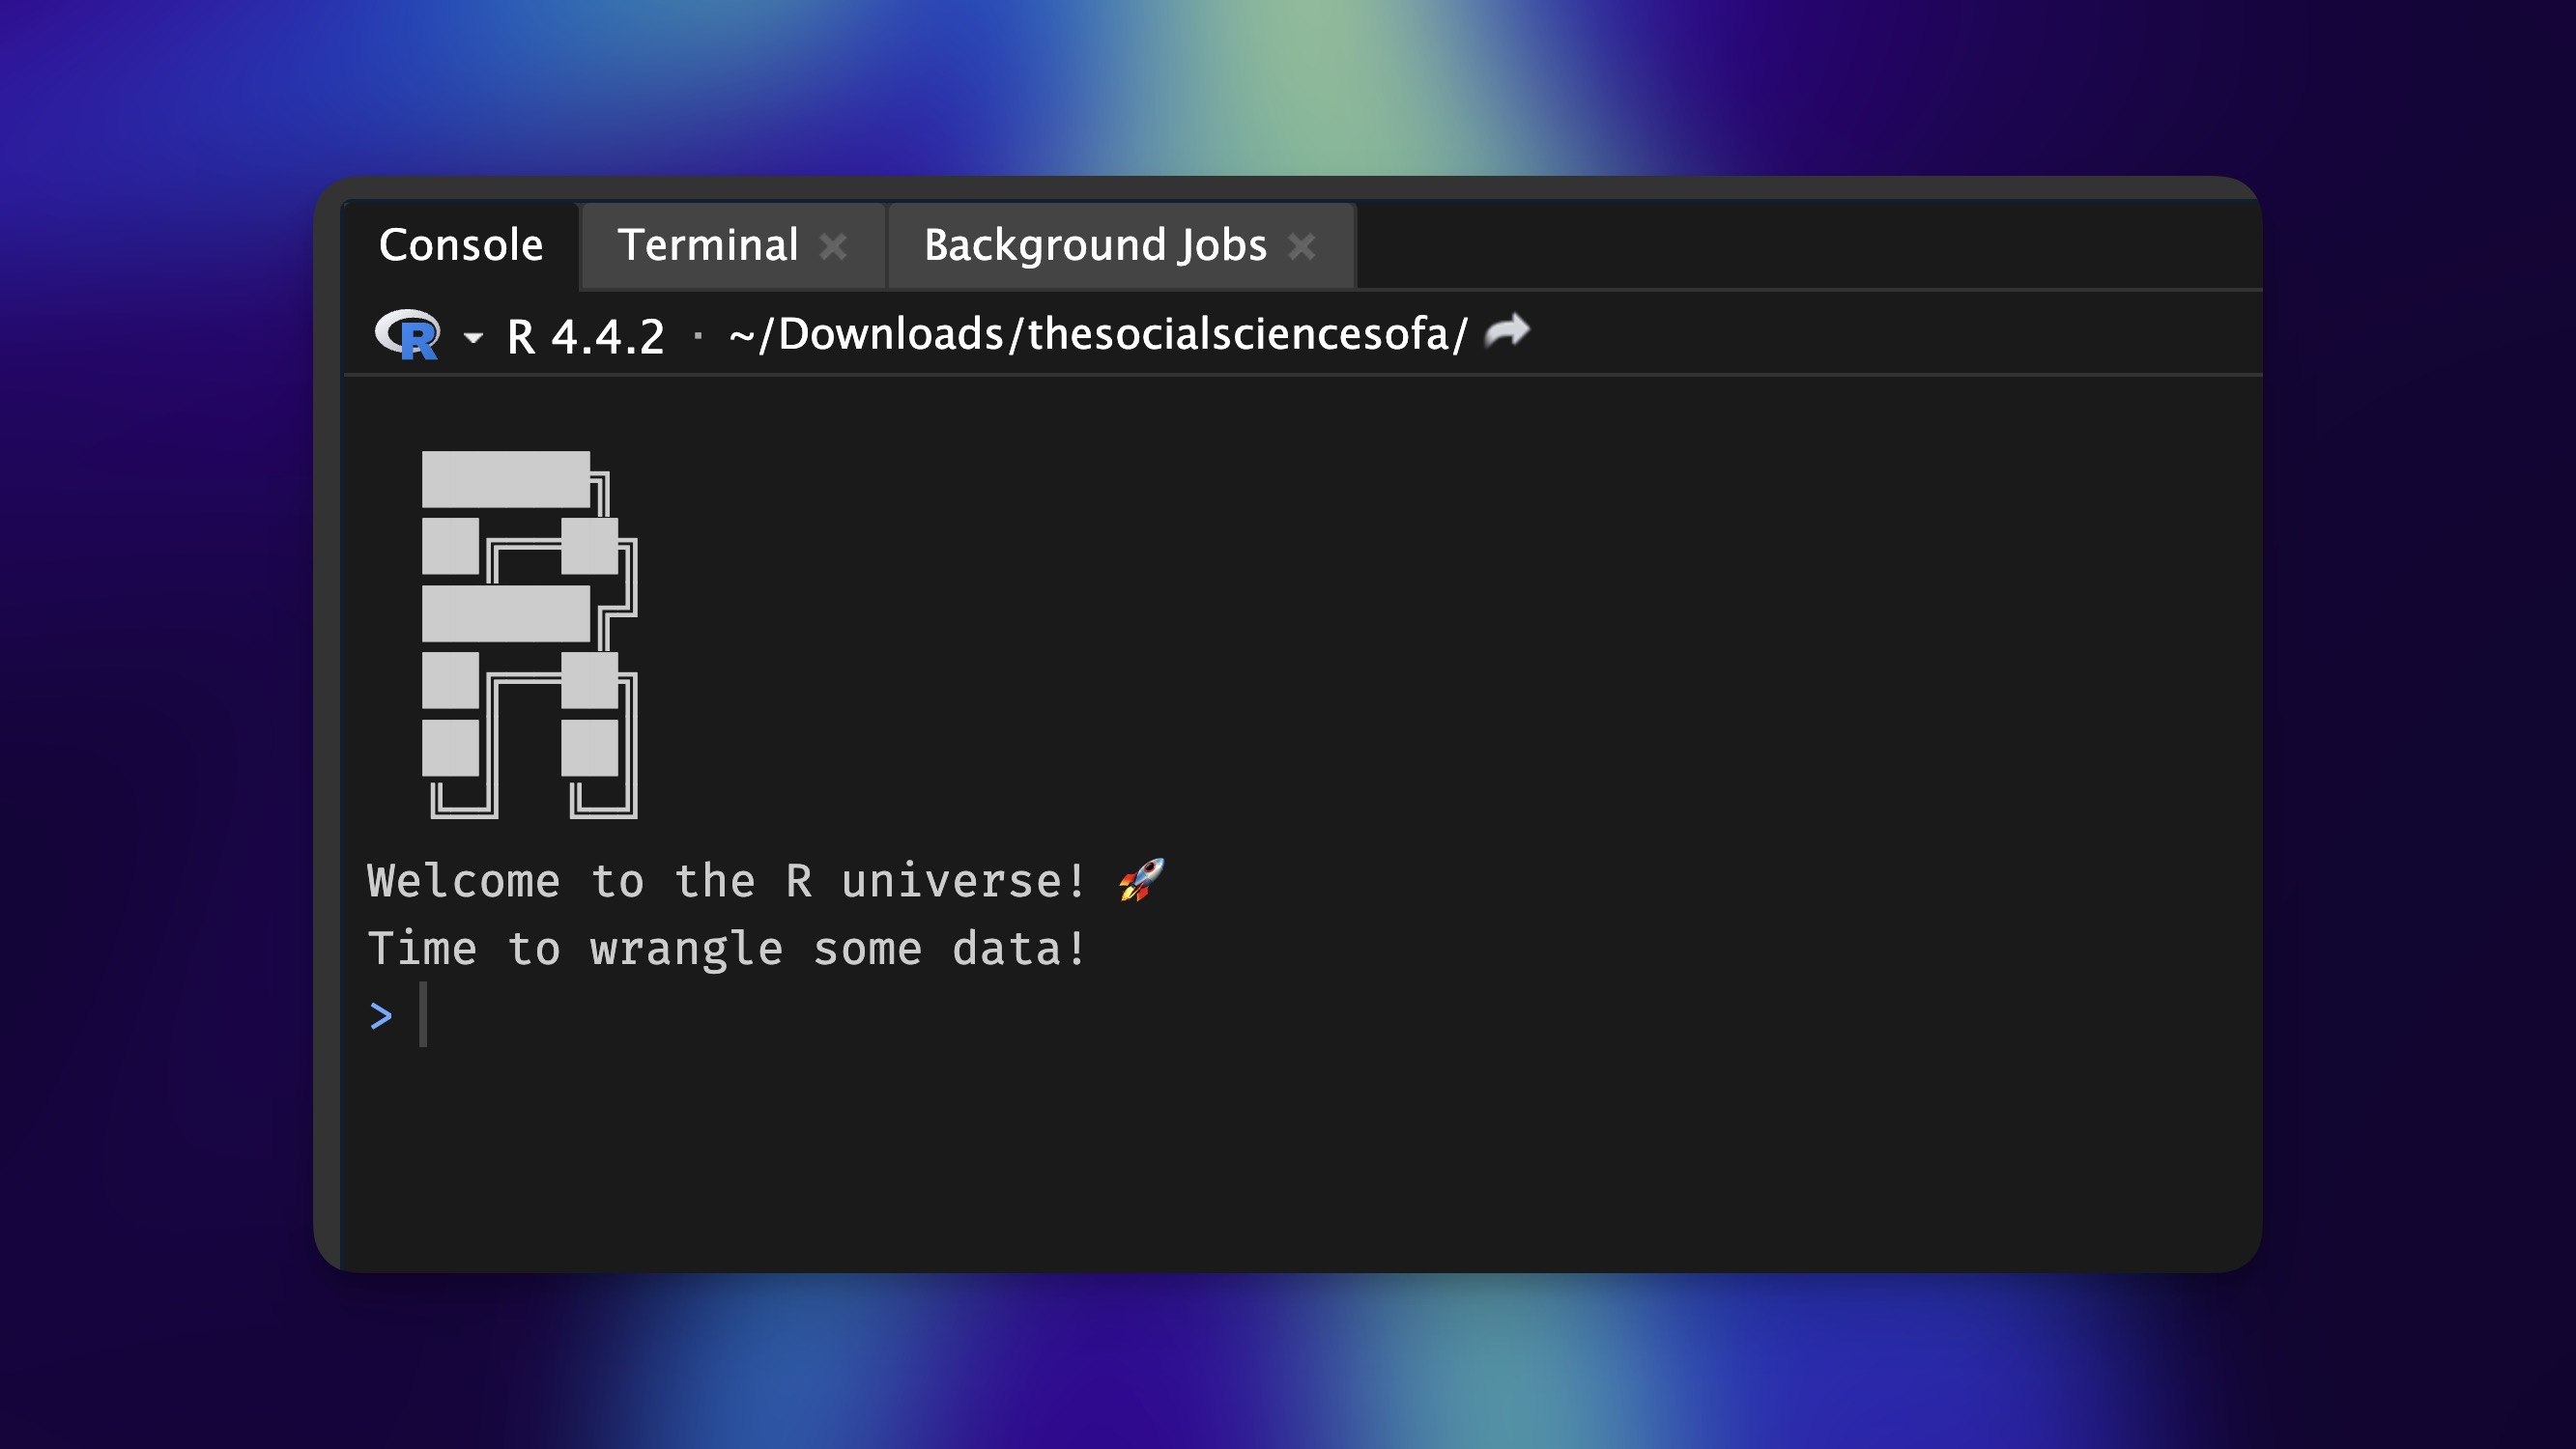 Console Terminal Background Jobs
R 4.4.2 · ~/Downloads/thesocialsciencesofa/
██████╗
██╔══██╗
██████╔╝
██╔══██╗
██║  ██║
╚═╝  ╚═╝
Welcome to the R universe! 🚀
Time to wrangle some data!
>